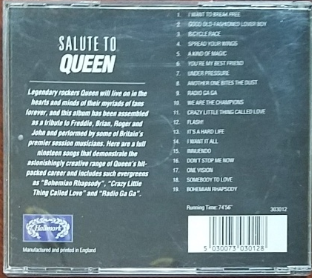 SALUTE TO
QUEEN
Legendary rockers Queen will live on in the
hearts and minds of their myriads of fans
forever, and this album has been assembled
as a tribute to Freddie, Brian, Roger and
John and performed by some of Britain's
premier session musicians. Here are a full
nineteen songs that demonstrate the
astonishingly creative range of Queen's hit-
packed career and includes such evergreens
as "Bohemian Rhapsody", "Crazy Little
Thing Called Love" and "Radio Ga Ga".
Hallmark
Manufactured and printed in England
1. I WANT TO BREAK FREE
2. GOOD OLD-FASHIONED LOVER BOY
3. BICYCLE RACE
4. SPREAD YOUR WINGS
5. A KIND OF MAGIC
6. YOU'RE MY BEST FRIEND
7. UNDER PRESSURE
8. ANOTHER ONE BITES THE DUST
9. RADIO GA GA
10. WE ARE THE CHAMPIONS
11. CRAZY LITTLE THING CALLED LOVE
12. FLASH!
13. IT'S A HARD LIFE
14. I WANT IT ALL
15. INNUENDO
16. DON'T STOP ME NOW
17. ONE VISION
18. SOMEBODY TO LOVE
19. BOHEMIAN RHAPSODY
Running Time: 74'56"
303012
5 030073 030128